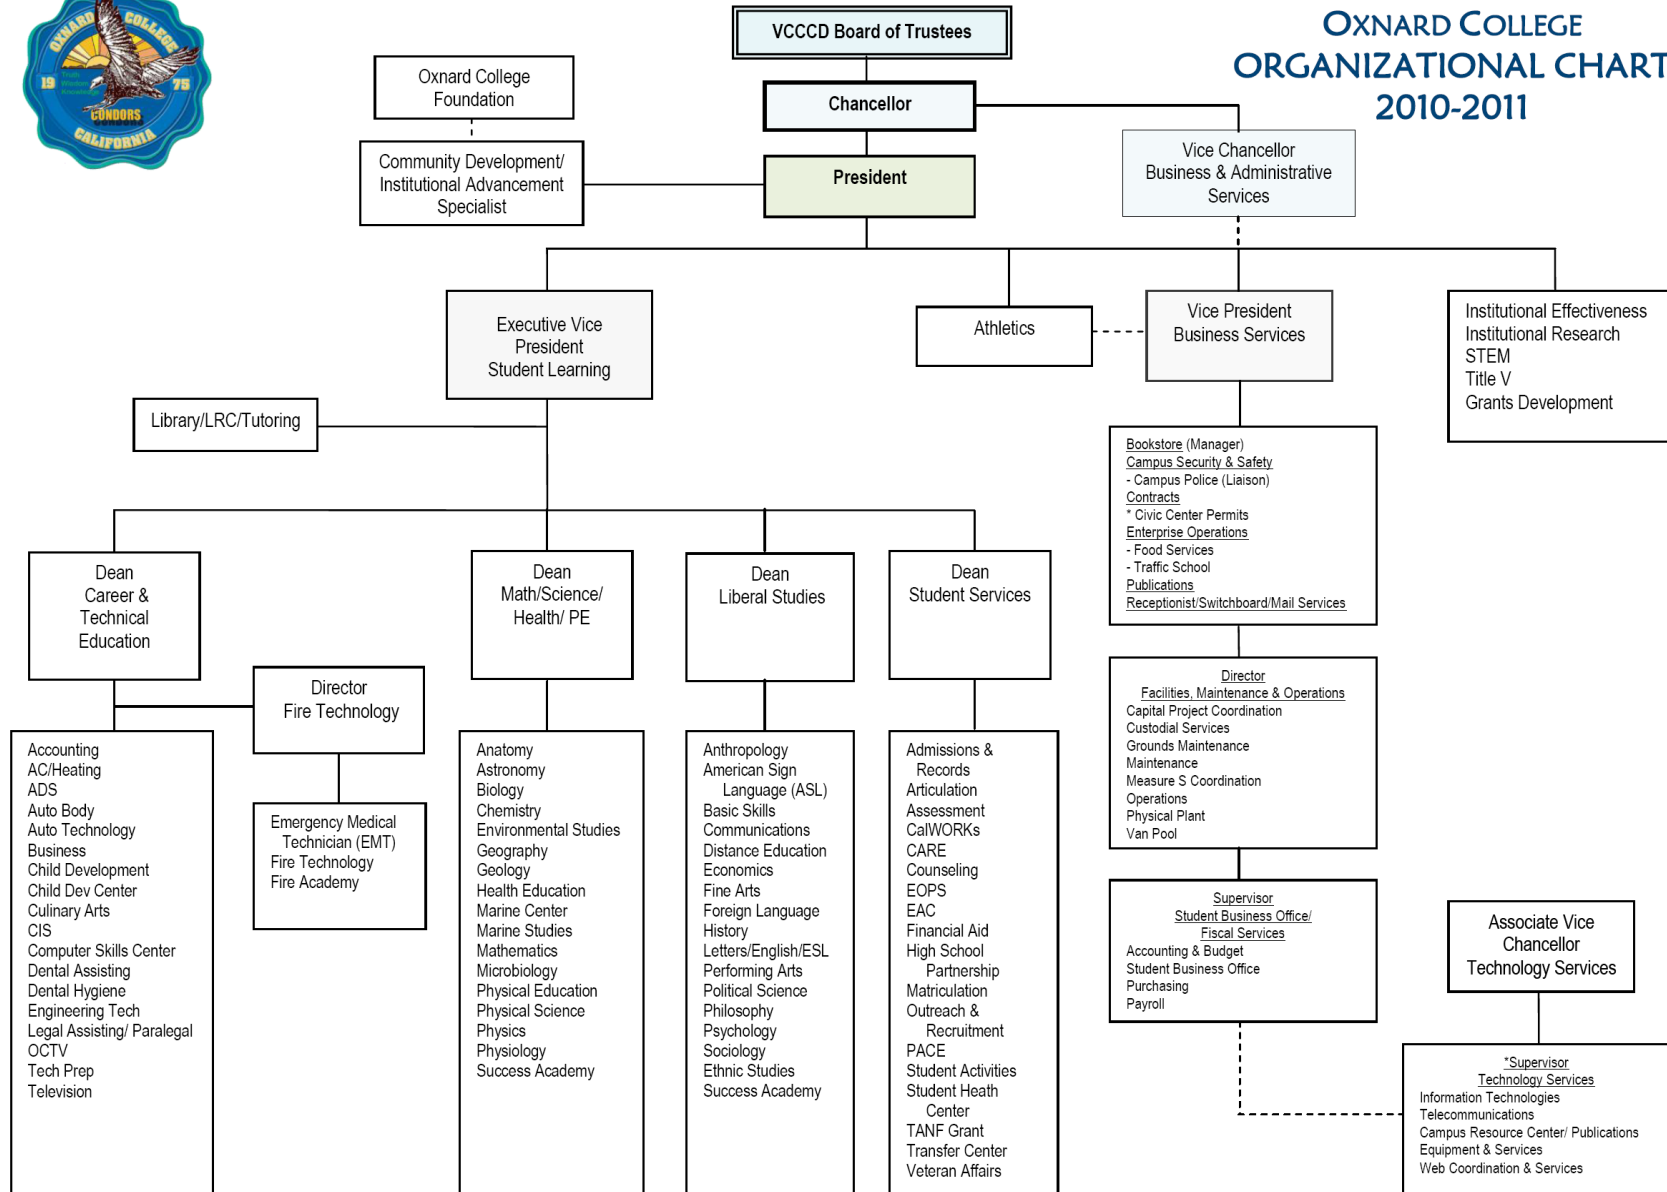 OXNARD COLLEGE
19 75
CONDORS
CALIFORNIA
OXNARD COLLEGE
ORGANIZATIONAL CHART
2010-2011
VCCCD Board of Trustees
Oxnard College
Foundation
Chancellor
Community Development/
Institutional Advancement
Specialist
President
Vice Chancellor
Business & Administrative
Services
Executive Vice
President
Student Learning
Athletics
Vice President
Business Services
Institutional Effectiveness
Institutional Research
STEM
Title V
Grants Development
Library/LRC/Tutoring
Bookstore (Manager)
Campus Security & Safety
- Campus Police (Liaison)
Contracts
* Civic Center Permits
Enterprise Operations
- Food Services
- Traffic School
Publications
Receptionist/Switchboard/Mail Services
Dean
Career &
Technical
Education
Dean
Math/Science/
Health/ PE
Dean
Liberal Studies
Dean
Student Services
Director
Fire Technology
Director
Facilities, Maintenance & Operations
Capital Project Coordination
Custodial Services
Grounds Maintenance
Maintenance
Measure S Coordination
Operations
Physical Plant
Van Pool
Accounting
AC/Heating
ADS
Auto Body
Auto Technology
Business
Child Development
Child Dev Center
Culinary Arts
CIS
Computer Skills Center
Dental Assisting
Dental Hygiene
Engineering Tech
Legal Assisting/ Paralegal
OCTV
Tech Prep
Television
Emergency Medical
Technician (EMT)
Fire Technology
Fire Academy
Anatomy
Astronomy
Biology
Chemistry
Environmental Studies
Geography
Geology
Health Education
Marine Center
Marine Studies
Mathematics
Microbiology
Physical Education
Physical Science
Physics
Physiology
Success Academy
Anthropology
American Sign
Language (ASL)
Basic Skills
Communications
Distance Education
Economics
Fine Arts
Foreign Language
History
Letters/English/ESL
Performing Arts
Political Science
Philosophy
Psychology
Sociology
Ethnic Studies
Success Academy
Admissions &
Records
Articulation
Assessment
CalWORKs
CARE
Counseling
EOPS
EAC
Financial Aid
High School
Partnership
Matriculation
Outreach &
Recruitment
PACE
Student Activities
Student Heath
Center
TANF Grant
Transfer Center
Veteran Affairs
Supervisor
Student Business Office/
Fiscal Services
Accounting & Budget
Student Business Office
Purchasing
Payroll
Associate Vice
Chancellor
Technology Services
*Supervisor
Technology Services
Information Technologies
Telecommunications
Campus Resource Center/ Publications
Equipment & Services
Web Coordination & Services